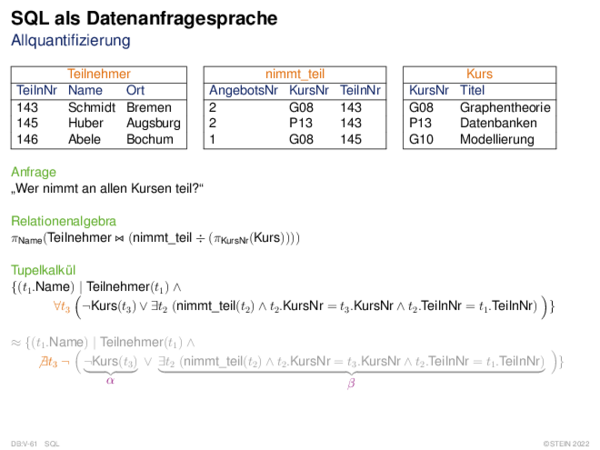 SQL als Datenanfragesprache
Allquantifizierung
Teilnehmer
TeilnNr Name Ort
143 Schmidt Bremen
145 Huber Augsburg
146 Abele Bochum
nimmt_teil
AngebotsNr KursNr TeilnNr
2 G08 143
2 P13 143
1 G08 145
Kurs
KursNr Titel
G08 Graphentheorie
P13 Datenbanken
G10 Modellierung
Anfrage
„Wer nimmt an allen Kursen teil?“
Relationenalgebra
π_Name(Teilnehmer ⋈ (nimmt_teil ÷ (π_KursNr(Kurs))))
Tupelkalkül
{(t₁.Name) | Teilnehmer(t₁) ∧
∀t₃ (¬Kurs(t₃) ∨ ∃t₂ (nimmt_teil(t₂) ∧ t₂.KursNr = t₃.KursNr ∧ t₂.TeilnNr = t₁.TeilnNr) )}
≈ {(t₁.Name) | Teilnehmer(t₁) ∧
∄t₃ ¬ (¬Kurs(t₃) ∨ ∃t₂ (nimmt_teil(t₂) ∧ t₂.KursNr = t₃.KursNr ∧ t₂.TeilnNr = t₁.TeilnNr) )}
α β
DB:V-61 SQL ©STEIN 2022